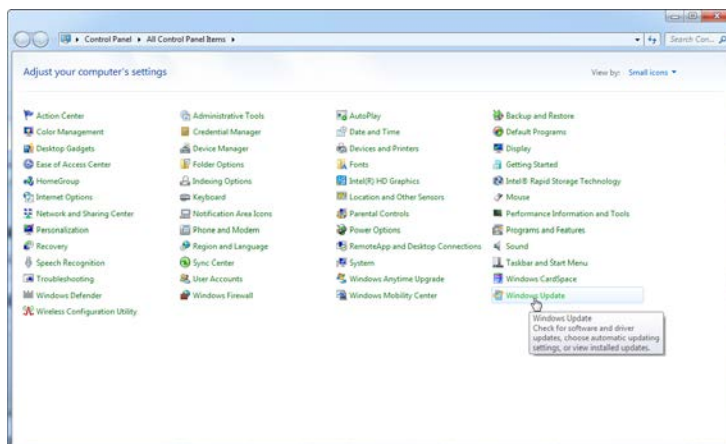 Control Panel ▸ All Control Panel Items ▸
Search Con...
Adjust your computer's settings
View by: Small icons
Action Center
Administrative Tools
AutoPlay
Backup and Restore
Color Management
Credential Manager
Date and Time
Default Programs
Desktop Gadgets
Device Manager
Devices and Printers
Display
Ease of Access Center
Folder Options
Fonts
Getting Started
HomeGroup
Indexing Options
Intel(R) HD Graphics
Intel® Rapid Storage Technology
Internet Options
Keyboard
Location and Other Sensors
Mouse
Network and Sharing Center
Notification Area Icons
Parental Controls
Performance Information and Tools
Personalization
Phone and Modem
Power Options
Programs and Features
Recovery
Region and Language
RemoteApp and Desktop Connections
Sound
Speech Recognition
Sync Center
System
Taskbar and Start Menu
Troubleshooting
User Accounts
Windows Anytime Upgrade
Windows CardSpace
Windows Defender
Windows Firewall
Windows Mobility Center
Windows Update
Wireless Configuration Utility
Windows Update
Check for software and driver
updates, choose automatic updating
settings, or view installed updates.